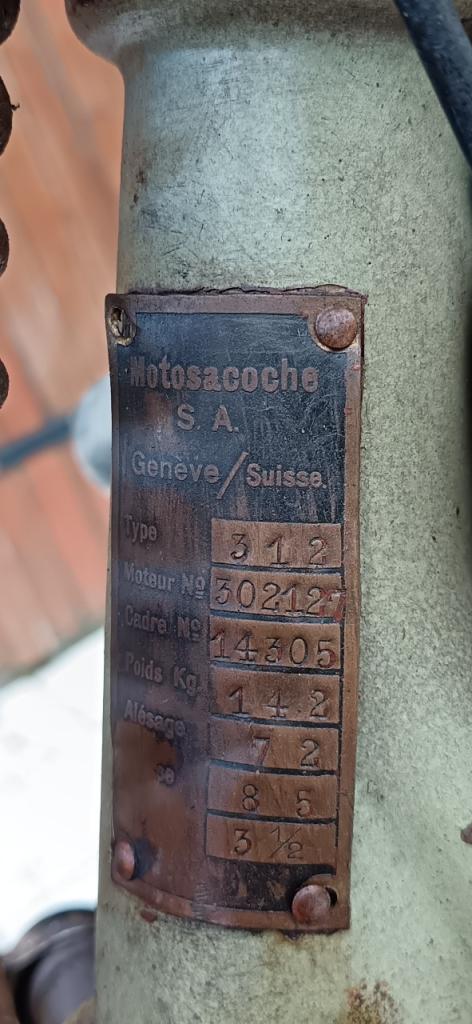 Motosacoche
S. A.
Genève/Suisse.
Type 312
Moteur Nº 302127
Cadre Nº 14305
Poids Kg. 142
Alésage 72
se 85
3 1/2